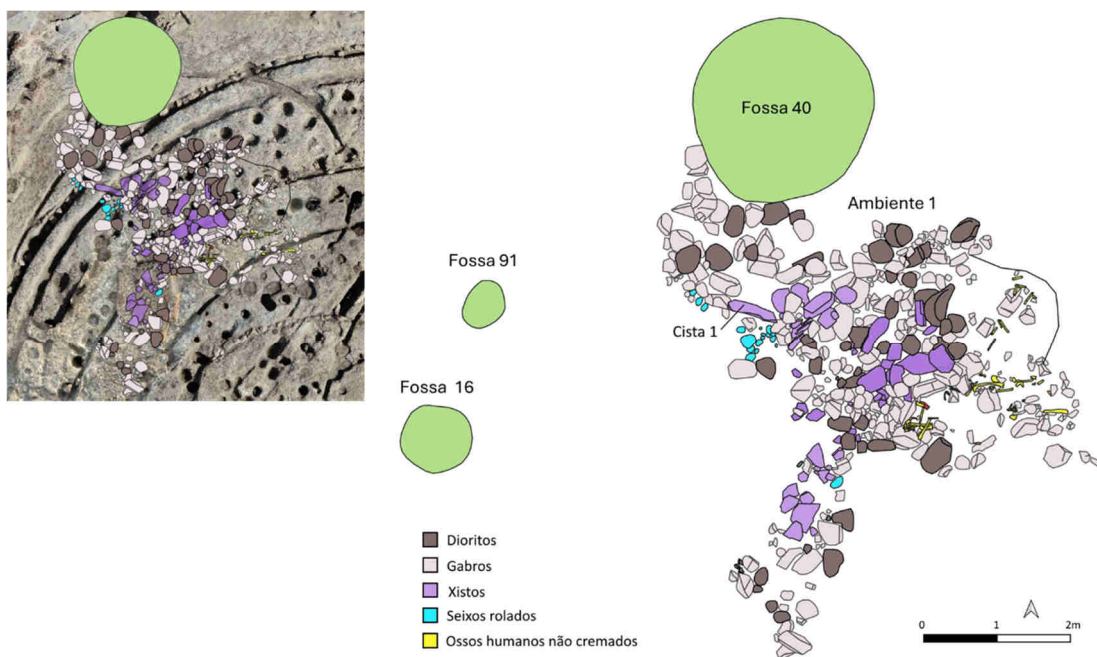 Fossa 40
Ambiente 1
Fossa 91
Cista 1
Fossa 16
Dioritos
Gabros
Xistos
Seixos rolados
Ossos humanos não cremados
0 1 2m